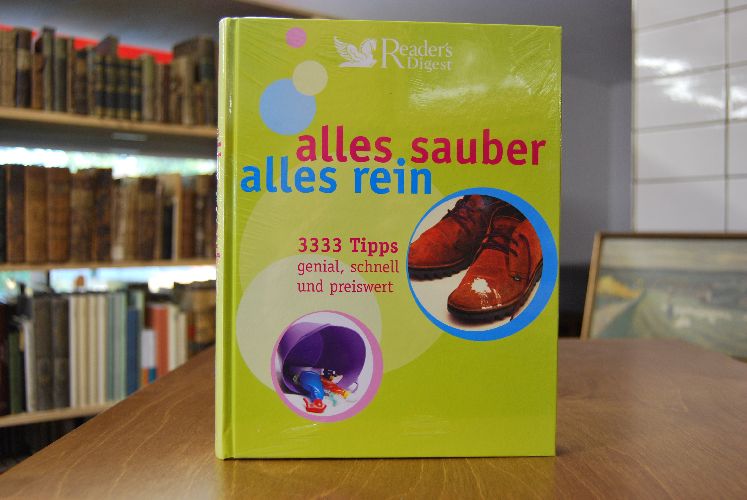 Reader's
Digest
alles sauber
alles rein
3333 Tipps
genial, schnell
und preiswert